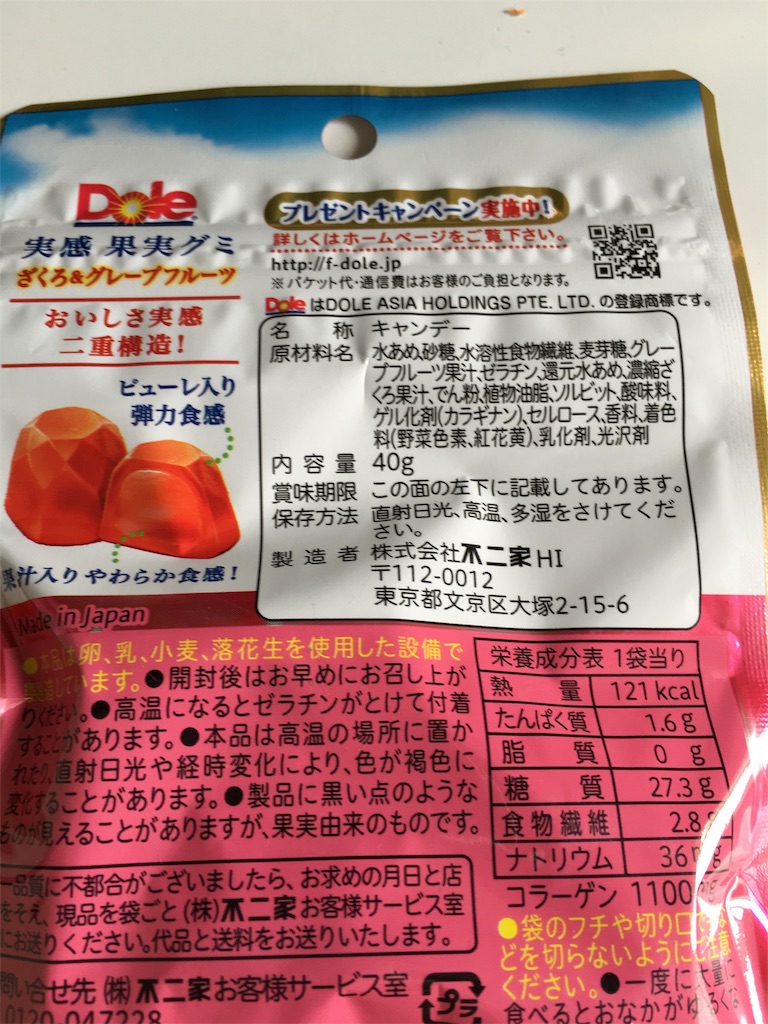 Dole
実感 果実グミ
ざくろ&グレープフルーツ
おいしさ実感
二重構造!
ピューレ入り
弾力食感
果汁入りやわらか食感!
Made in Japan
プレゼントキャンペーン実施中!
詳しくはホームページをご覧下さい。
http://f-dole.jp
※パケット代・通信費はお客様のご負担となります。
Dole はDOLE ASIA HOLDINGS PTE. LTD. の登録商標です。
名称 キャンデー
原材料名 水あめ、砂糖、水溶性食物繊維、麦芽糖、グレー
プフルーツ果汁、ゼラチン、還元水あめ、濃縮ざ
くろ果汁、でん粉、植物油脂、ソルビット、酸味料、
ゲル化剤(カラギナン)、セルロース、香料、着色
料(野菜色素、紅花黄)、乳化剤、光沢剤
内容量 40g
賞味期限 この面の左下に記載してあります。
保存方法 直射日光、高温、多湿をさけてくだ
さい。
製造者 株式会社不二家HI
〒112-0012
東京都文京区大塚2-15-6
●本品は卵、乳、小麦、落花生を使用した設備で
製造しています。●開封後はお早めにお召し上が
りください。●高温になるとゼラチンがとけて付着
することがあります。●本品は高温の場所に置か
れたり、直射日光や経時変化により、色が褐色に
変化することがあります。●製品に黒い点のような
ものが見えることがありますが、果実由来のものです。
栄養成分表 1袋当り
熱量 121kcal
たんぱく質 1.6g
脂質 0g
糖質 27.3g
食物繊維 2.8g
ナトリウム 36mg
コラーゲン 1100mg
品質に不都合がございましたら、お求めの月日と店
をそえ、現品を袋ごと(株)不二家お客様サービス室
にお送りください。代品と送料をお送りいたします。
問い合せ先 (株)不二家お客様サービス室
0120-047228
プラ
●袋のフチや切り口でな
どを切らないようにご注意
ください。●一度に大量に
食べるとおなかがゆるくな